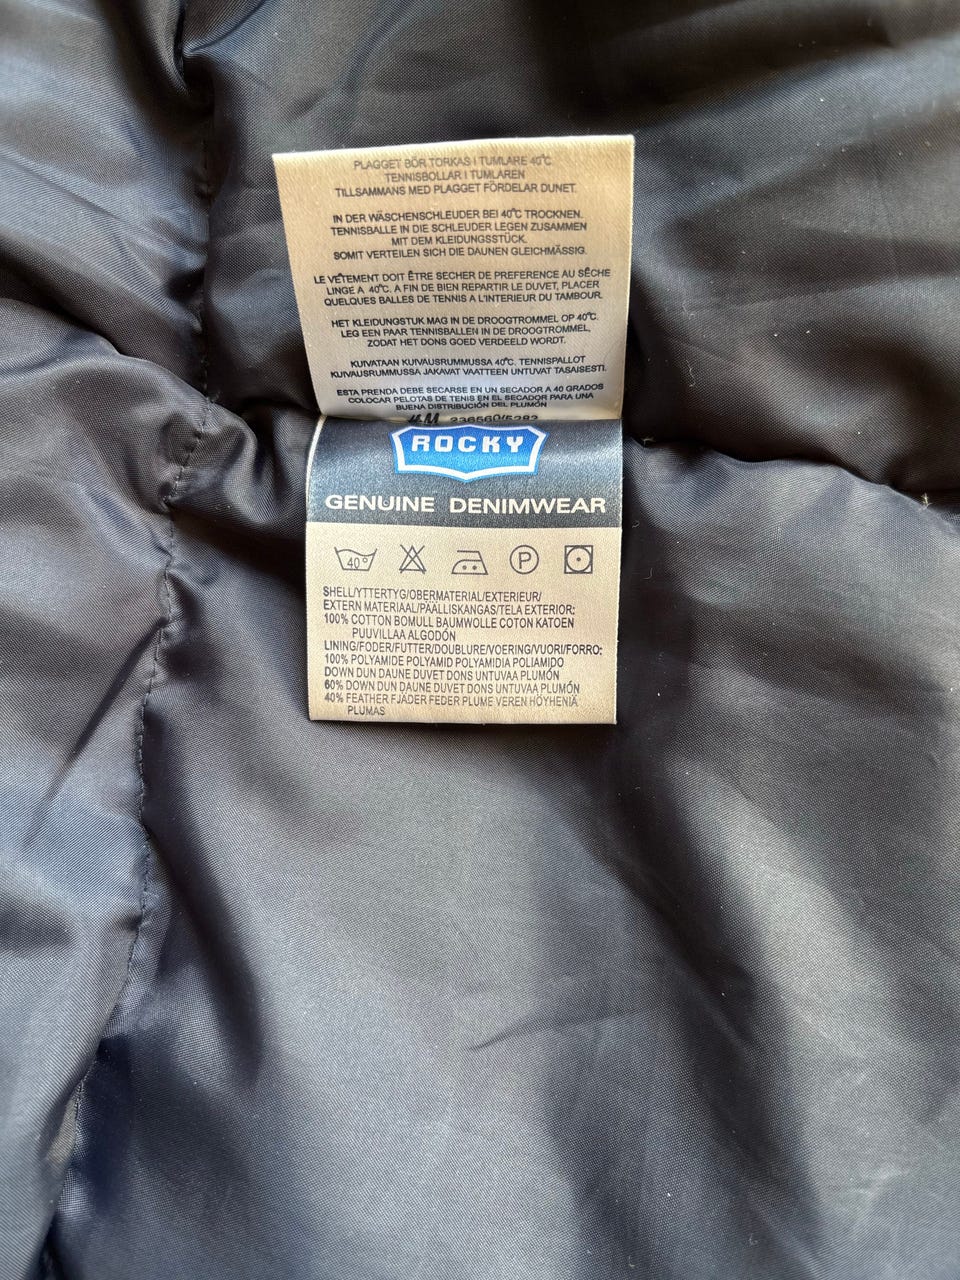 PLAGGET BÖR TORKAS I TUMLARE 40°C.
TENNISBOLLAR I TUMLAREN
TILLSAMMANS MED PLAGGET FÖRDELAR DUNET.
IN DER WÄSCHENSCHLEUDER BEI 40°C TROCKNEN.
TENNISBALLE IN DIE SCHLEUDER LEGEN ZUSAMMEN
MIT DEM KLEIDUNGSSTÜCK.
SOMIT VERTEILEN SICH DIE DAUNEN GLEICHMÄSSIG.
LE VETEMENT DOIT ÊTRE SECHER DE PREFERENCE AU SÊCHE
LINGE A 40°C. A FIN DE BIEN REPARTIR LE DUVET, PLACER
QUELQUES BALLES DE TENNIS A L'INTERIEUR DU TAMBOUR.
HET KLEIDINGSTUK MAG IN DE DROOGTROMMEL OP 40°C.
LEG EEN PAAR TENNISBALLEN IN DE DROOGTROMMEL,
ZODAT HET DONS GOED VERDEELD WORDT.
KUIVATAAN KUIVAUSRUMMUSSA 40°C. TENNISPALLOT
KUIVAUSRUMMUSSA JAKAVAT VAATTEEN UNTUVAT TASAISESTI.
ESTA PRENDA DEBE SECARSE EN UN SECADOR A 40 GRADOS
COLOCAR PELOTAS DE TENIS EN EL SECADOR PARA UNA
BUENA DISTRIBUCIÓN DEL PLUMÓN
H&M 236560/5282
ROCKY
GENUINE DENIMWEAR
40° P
SHELL/YTTERTYG/OBERMATERIAL/EXTERIEUR/
EXTERN MATERIAAL/PÄÄLLISKANGAS/TELA EXTERIOR:
100% COTTON BOMULL BAUMWOLLE COTON KATOEN
PUUVILLAA ALGODÓN
LINING/FODER/FUTTER/DOUBLURE/VOERING/VUORI/FORRO:
100% POLYAMIDE POLYAMID POLYAMIDIA POLIAMIDO
DOWN DUN DAUNE DUVET DONS UNTUVAA PLUMÓN
60% DOWN DUN DAUNE DUVET DONS UNTUVAA PLUMÓN
40% FEATHER FJÄDER FEDER PLUME VEREN HÖYHENIÄ
PLUMAS